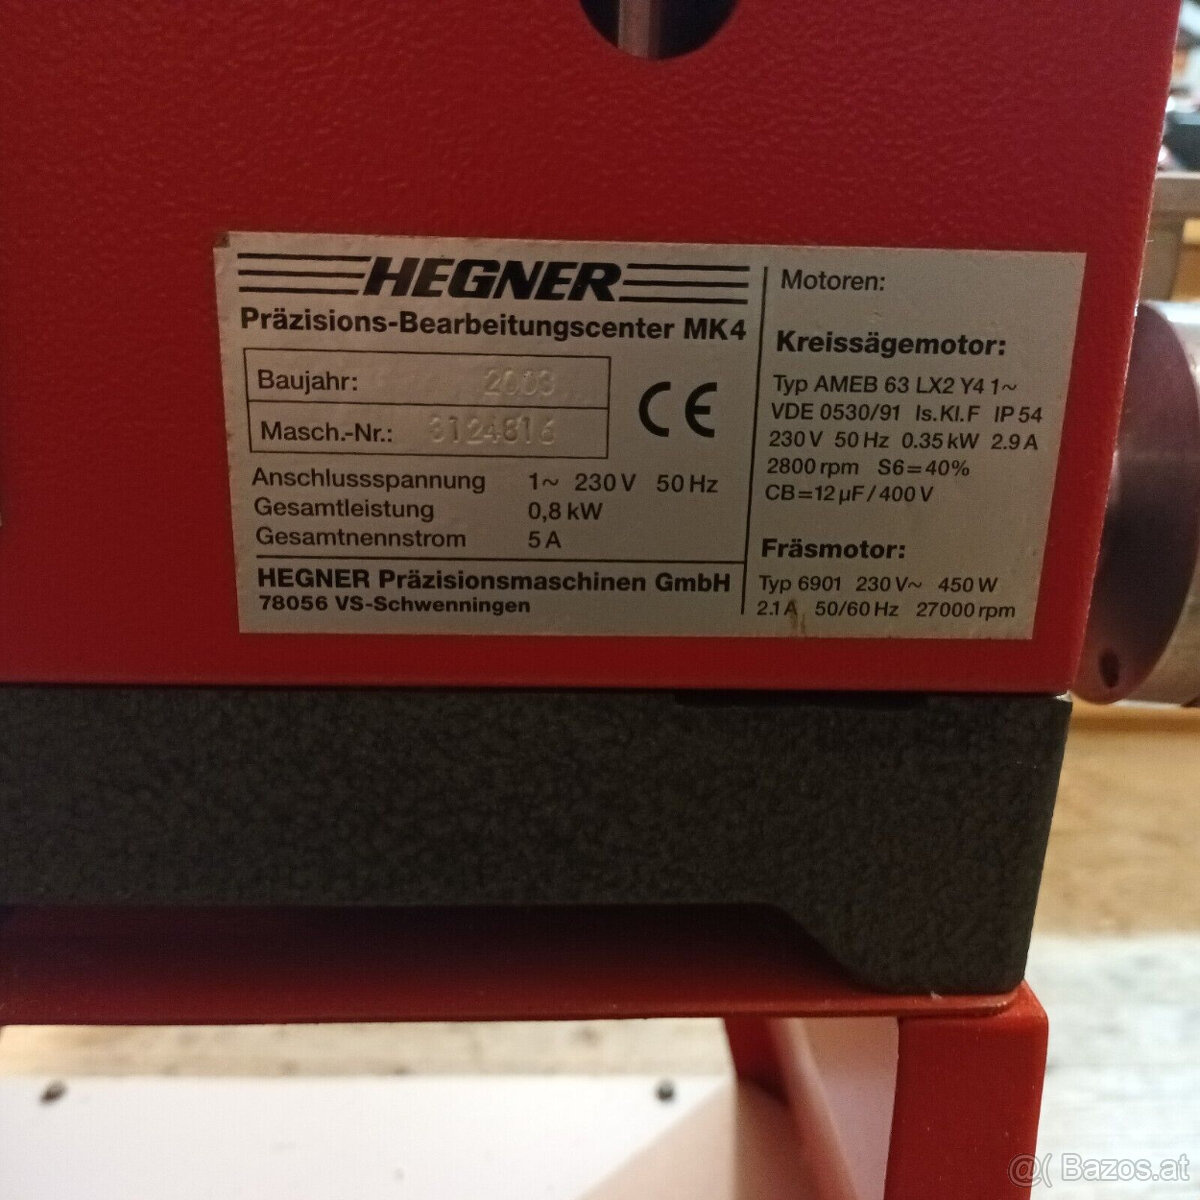 HEGNER
Präzisions-Bearbeitungscenter MK4
Baujahr: 2003
Masch.-Nr.: 3124816
Anschlussspannung 1~ 230 V 50 Hz
Gesamtleistung 0,8 kW
Gesamtnennstrom 5 A
HEGNER Präzisionsmaschinen GmbH
78056 VS-Schwenningen
CE
Motoren:
Kreissägemotor:
Typ AMEB 63 LX2 Y4 1~
VDE 0530/91 Is.Kl.F IP 54
230 V 50 Hz 0.35 kW 2.9 A
2800 rpm S6=40%
CB=12 µF/400 V
Fräsmotor:
Typ 6901 230 V~ 450 W
2.1 A 50/60 Hz 27000 rpm
@( Bazos.at